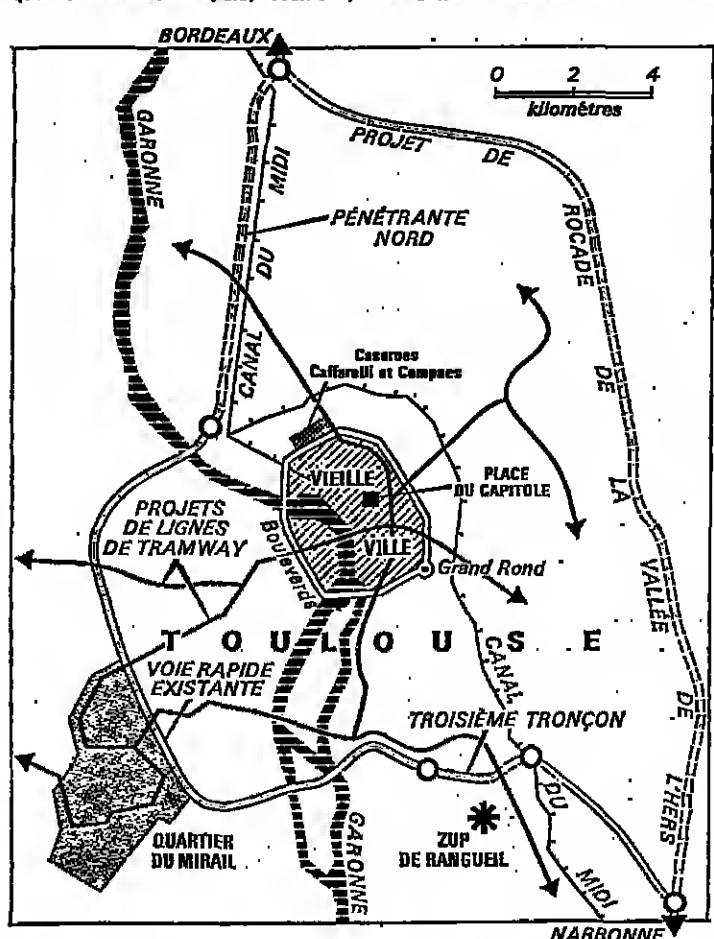 BORDEAUX
0 2 4
kilomètres
GARONNE
PROJET DE ROCADE DE LA VALLÉE DE L'HERS
CANAL DU MIDI
PÉNÉTRANTE
NORD
Casernes
Caffarelli et Compans
VIEILLE
VILLE
PLACE
DU CAPITOLE
PROJETS
DE LIGNES
DE TRAMWAY
Boulevards
Grand Rond
TOULOUSE
VOIE RAPIDE
EXISTANTE
CANAL DU MIDI
TROISIÈME TRONÇON
QUARTIER
DU MIRAIL
GARONNE
ZUP
DE RANGUEIL
NARBONNE